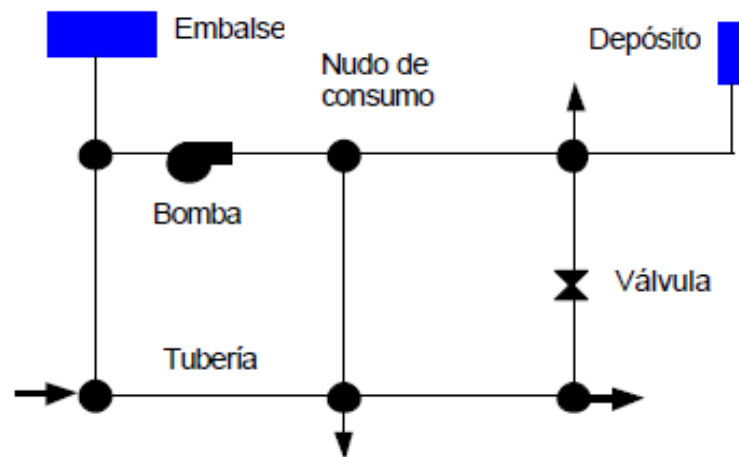 Embalse
Depósito
Nudo de
consumo
Bomba
Válvula
Tubería